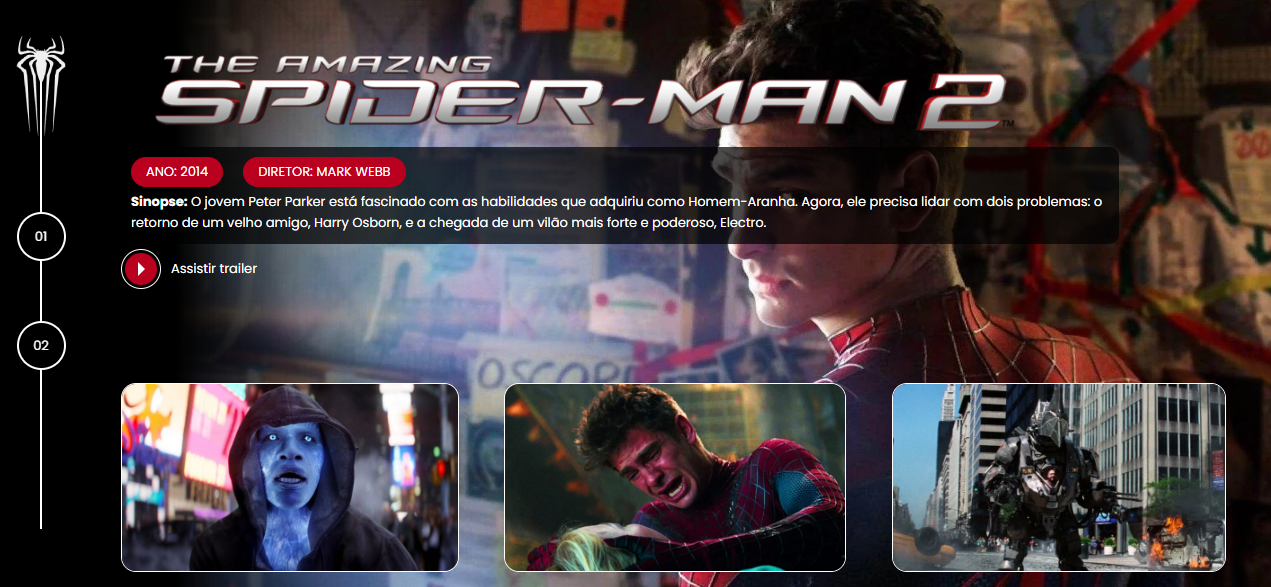 THE AMAZING
SPIDER-MAN 2
TM
ANO: 2014
DIRETOR: MARK WEBB
Sinopse: O jovem Peter Parker está fascinado com as habilidades que adquiriu como Homem-Aranha. Agora, ele precisa lidar com dois problemas: o
retorno de um velho amigo, Harry Osborn, e a chegada de um vilão mais forte e poderoso, Electro.
01
Assistir trailer
02
OSCORP